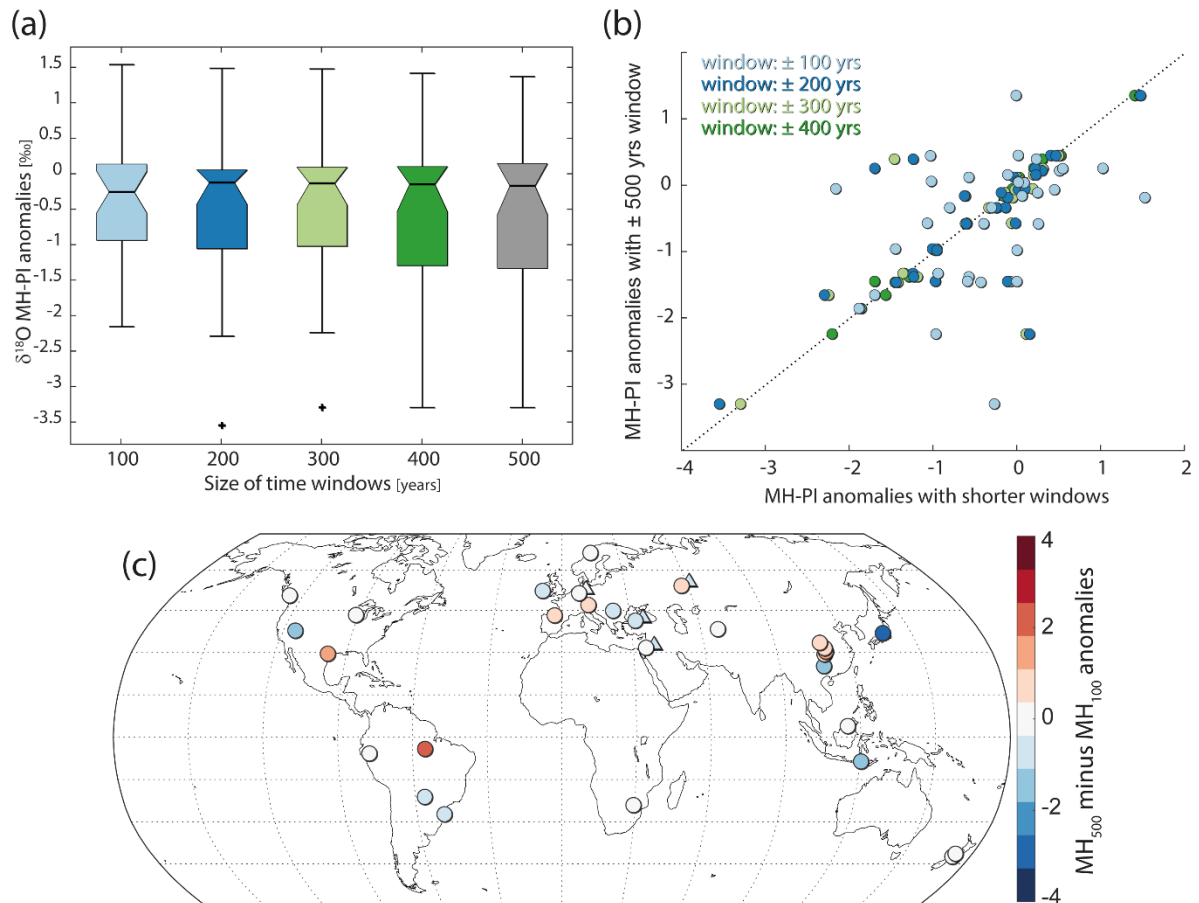 (a)
δ18O MH-PI anomalies [‰]
1.5
1
0.5
0
-0.5
-1
-1.5
-2
-2.5
-3
-3.5
100 200 300 400 500
Size of time windows [years]
(b)
window: ± 100 yrs
window: ± 200 yrs
window: ± 300 yrs
window: ± 400 yrs
MH-PI anomalies with ± 500 yrs window
1
0
-1
-2
-3
-4 -3 -2 -1 0 1 2
MH-PI anomalies with shorter windows
(c)
4
2
0
-2
-4
MH500 minus MH100 anomalies